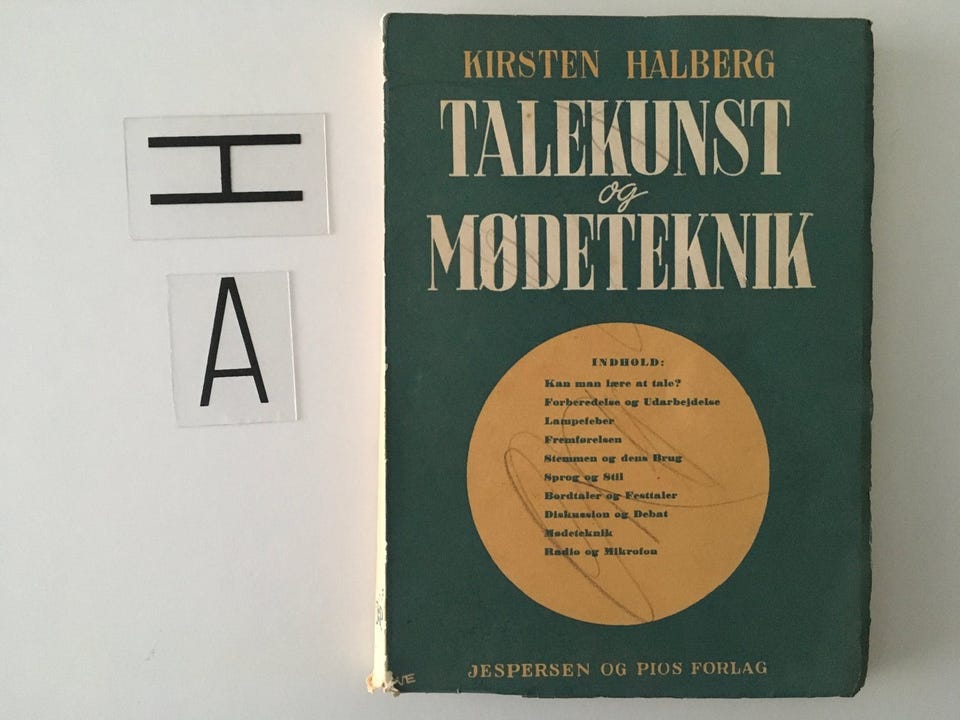 H
A
KIRSTEN HALBERG
TALEKUNST
og
MØDETEKNIK
INDHOLD:
Kan man lære at tale?
Forberedelse og Udarbejdelse
Lampefeber
Fremførelsen
Stemmen og dens Brug
Sprog og Stil
Bordtaler og Festtaler
Diskussion og Debat
Mødeteknik
Radio og Mikrofon
JESPERSEN OG PIOS FORLAG